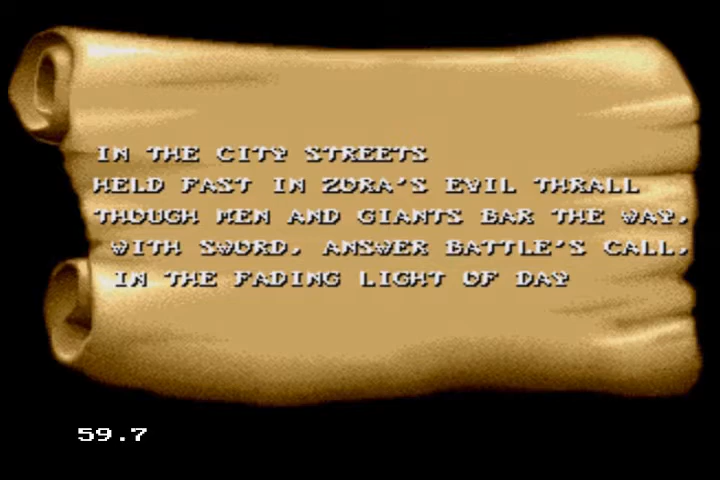 IN THE CITY STREETS
HELD FAST IN ZORA'S EVIL THRALL
THOUGH MEN AND GIANTS BAR THE WAY,
WITH SWORD, ANSWER BATTLE'S CALL,
IN THE FADING LIGHT OF DAY
59.7